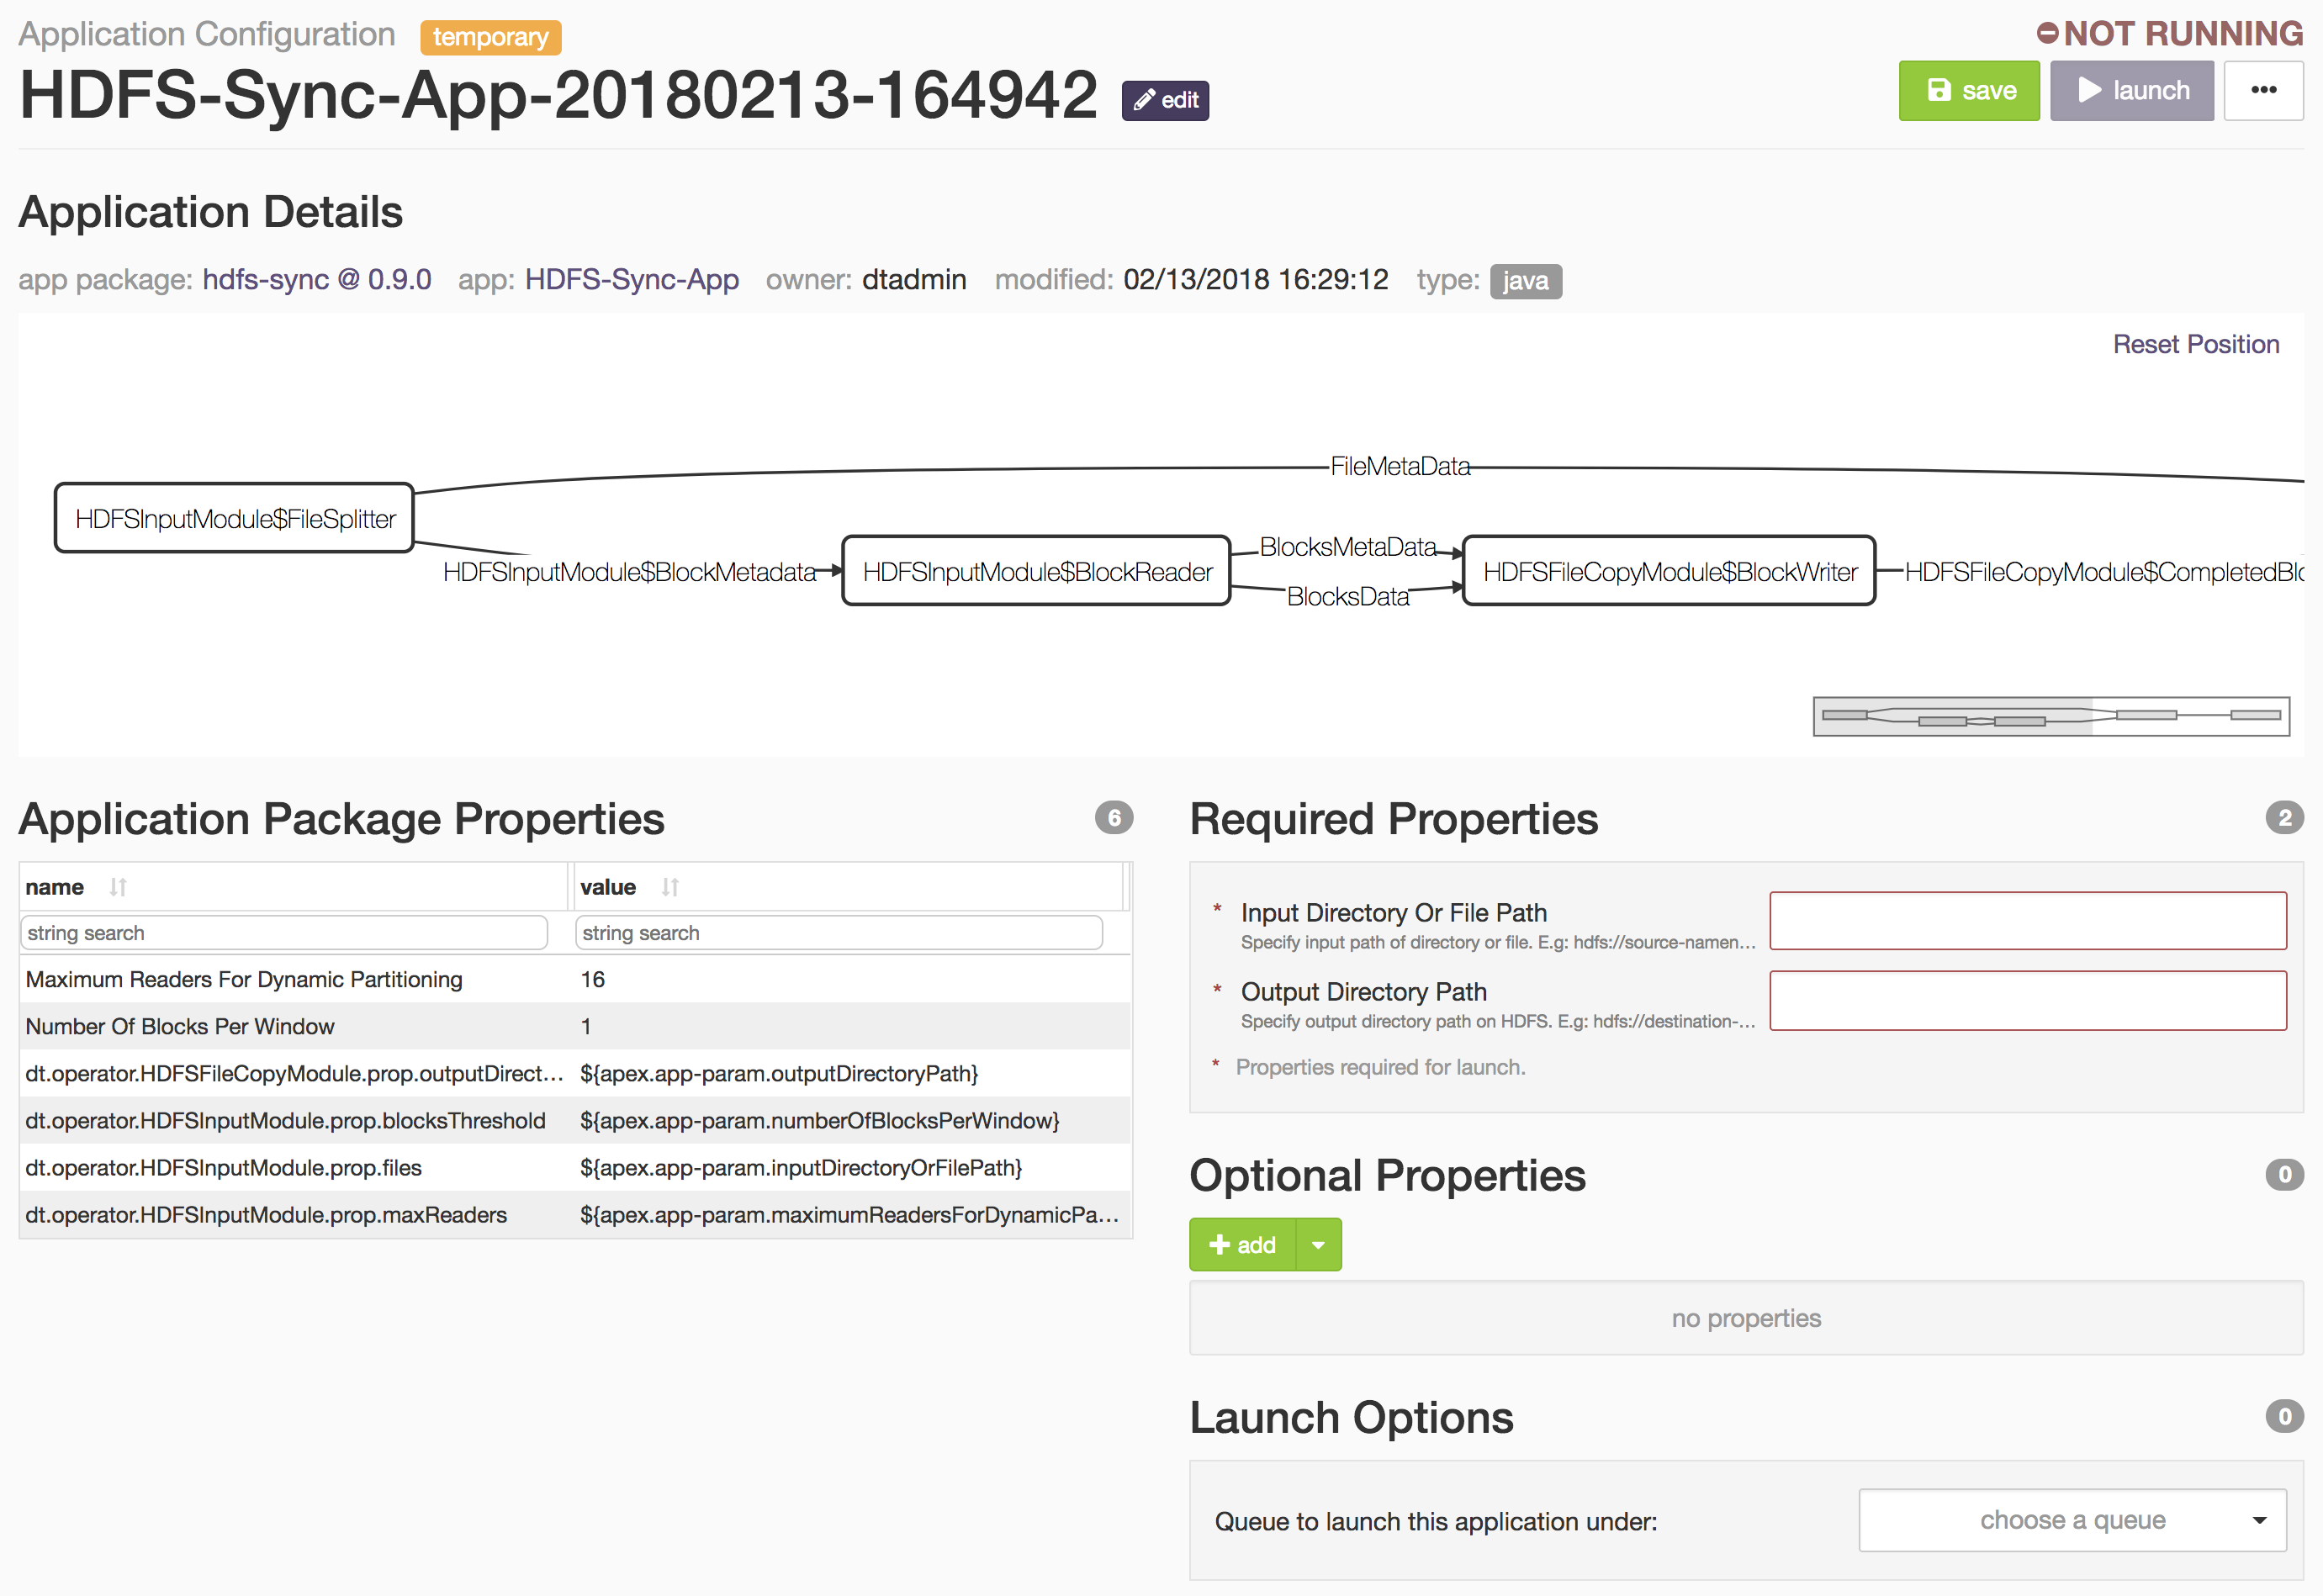 Application Configuration temporary
NOT RUNNING
HDFS-Sync-App-20180213-164942 edit
save launch •••
Application Details
app package: hdfs-sync @ 0.9.0 app: HDFS-Sync-App owner: dtadmin modified: 02/13/2018 16:29:12 type: java
Reset Position
FileMetaData
HDFSInputModule$FileSplitter
HDFSInputModule$BlockMetadata
HDFSInputModule$BlockReader
BlocksMetaData
BlocksData
HDFSFileCopyModule$BlockWriter
HDFSFileCopyModule$CompletedBlo
Application Package Properties 6
name value
string search string search
Maximum Readers For Dynamic Partitioning 16
Number Of Blocks Per Window 1
dt.operator.HDFSFileCopyModule.prop.outputDirect... ${apex.app-param.outputDirectoryPath}
dt.operator.HDFSInputModule.prop.blocksThreshold ${apex.app-param.numberOfBlocksPerWindow}
dt.operator.HDFSInputModule.prop.files ${apex.app-param.inputDirectoryOrFilePath}
dt.operator.HDFSInputModule.prop.maxReaders ${apex.app-param.maximumReadersForDynamicPa...
Required Properties 2
* Input Directory Or File Path
Specify input path of directory or file. E.g: hdfs://source-namen...
* Output Directory Path
Specify output directory path on HDFS. E.g: hdfs://destination-...
* Properties required for launch.
Optional Properties 0
add
no properties
Launch Options 0
Queue to launch this application under: choose a queue